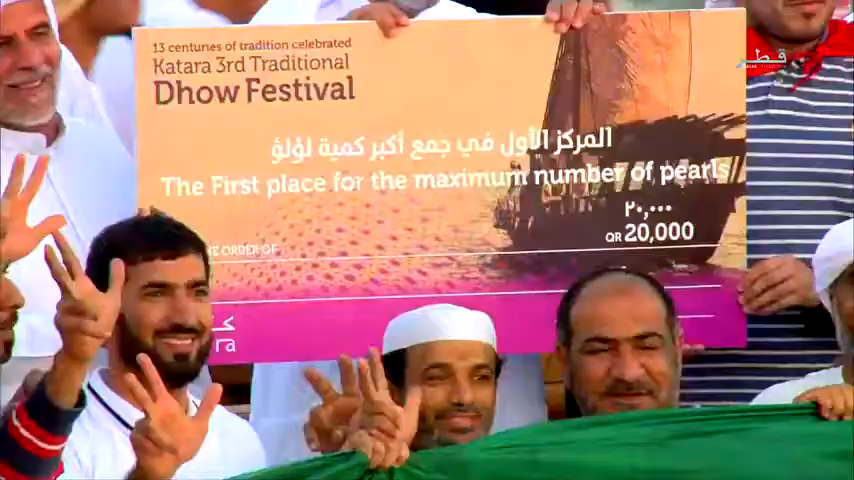 قطر
13 centuries of tradition celebrated
Katara 3rd Traditional
Dhow Festival
المركز الأول في جمع أكبر كمية لؤلؤ
The First place for the maximum number of pearls
٢٠,٠٠٠
QR 20,000
THE ORDER OF
ra